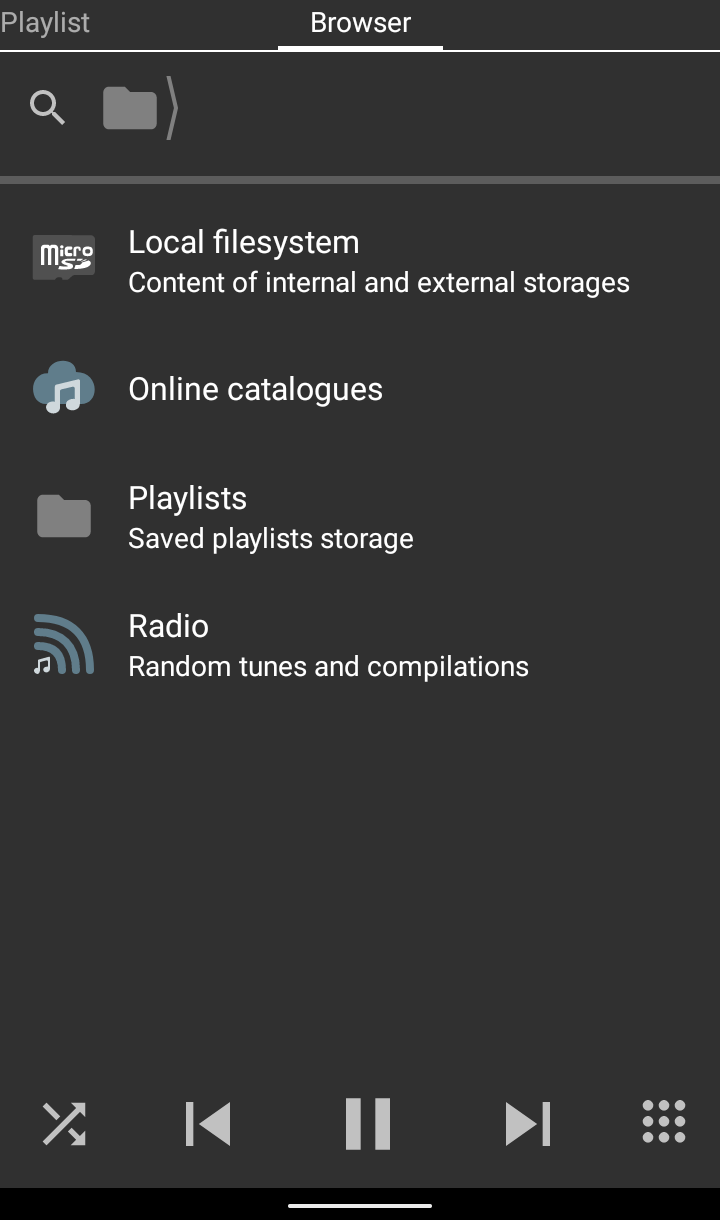 Playlist
Browser
Micro
SD
Local filesystem
Content of internal and external storages
Online catalogues
Playlists
Saved playlists storage
Radio
Random tunes and compilations